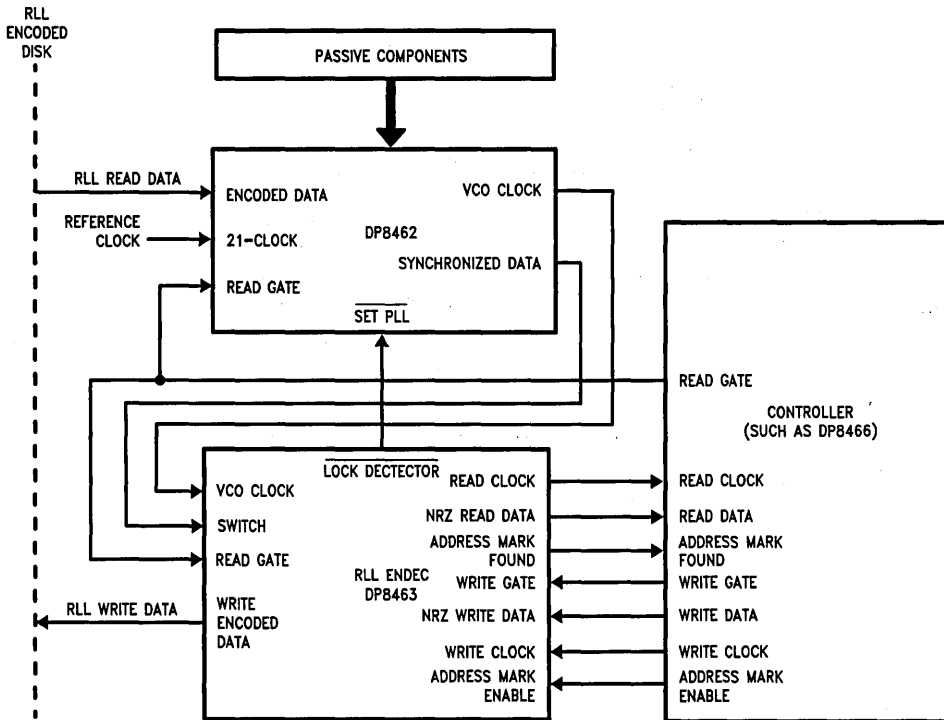 RLL
ENCODED
DISK
PASSIVE COMPONENTS
RLL READ DATA
ENCODED DATA
VCO CLOCK
REFERENCE
CLOCK
21-CLOCK
DP8462
SYNCHRONIZED DATA
READ GATE
SET PLL
READ GATE
CONTROLLER
(SUCH AS DP8466)
LOCK DECTECTOR
VCO CLOCK
READ CLOCK
READ CLOCK
SWITCH
NRZ READ DATA
READ DATA
READ GATE
ADDRESS MARK
FOUND
ADDRESS MARK
FOUND
RLL ENDEC
DP8463
WRITE GATE
WRITE GATE
RLL WRITE DATA
WRITE
ENCODED
DATA
NRZ WRITE DATA
WRITE DATA
WRITE CLOCK
WRITE CLOCK
ADDRESS MARK
ENABLE
ADDRESS MARK
ENABLE